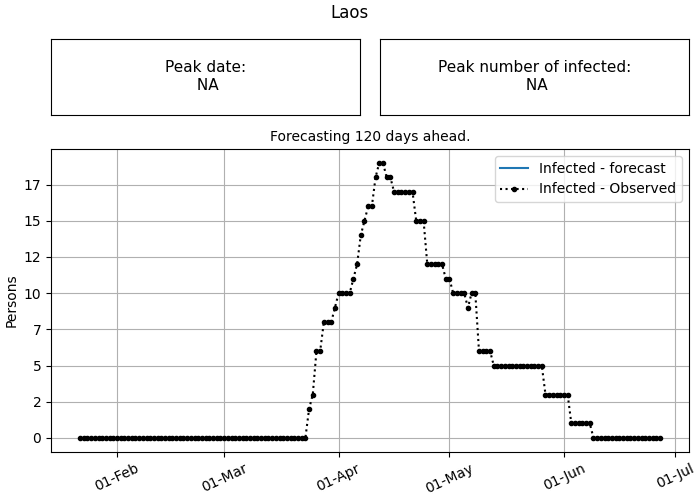 Laos
Peak date:
NA
Peak number of infected:
NA
Forecasting 120 days ahead.
Infected - forecast
Infected - Observed
Persons
17
15
12
10
7
5
2
0
01-Feb
01-Mar
01-Apr
01-May
01-Jun
01-Jul